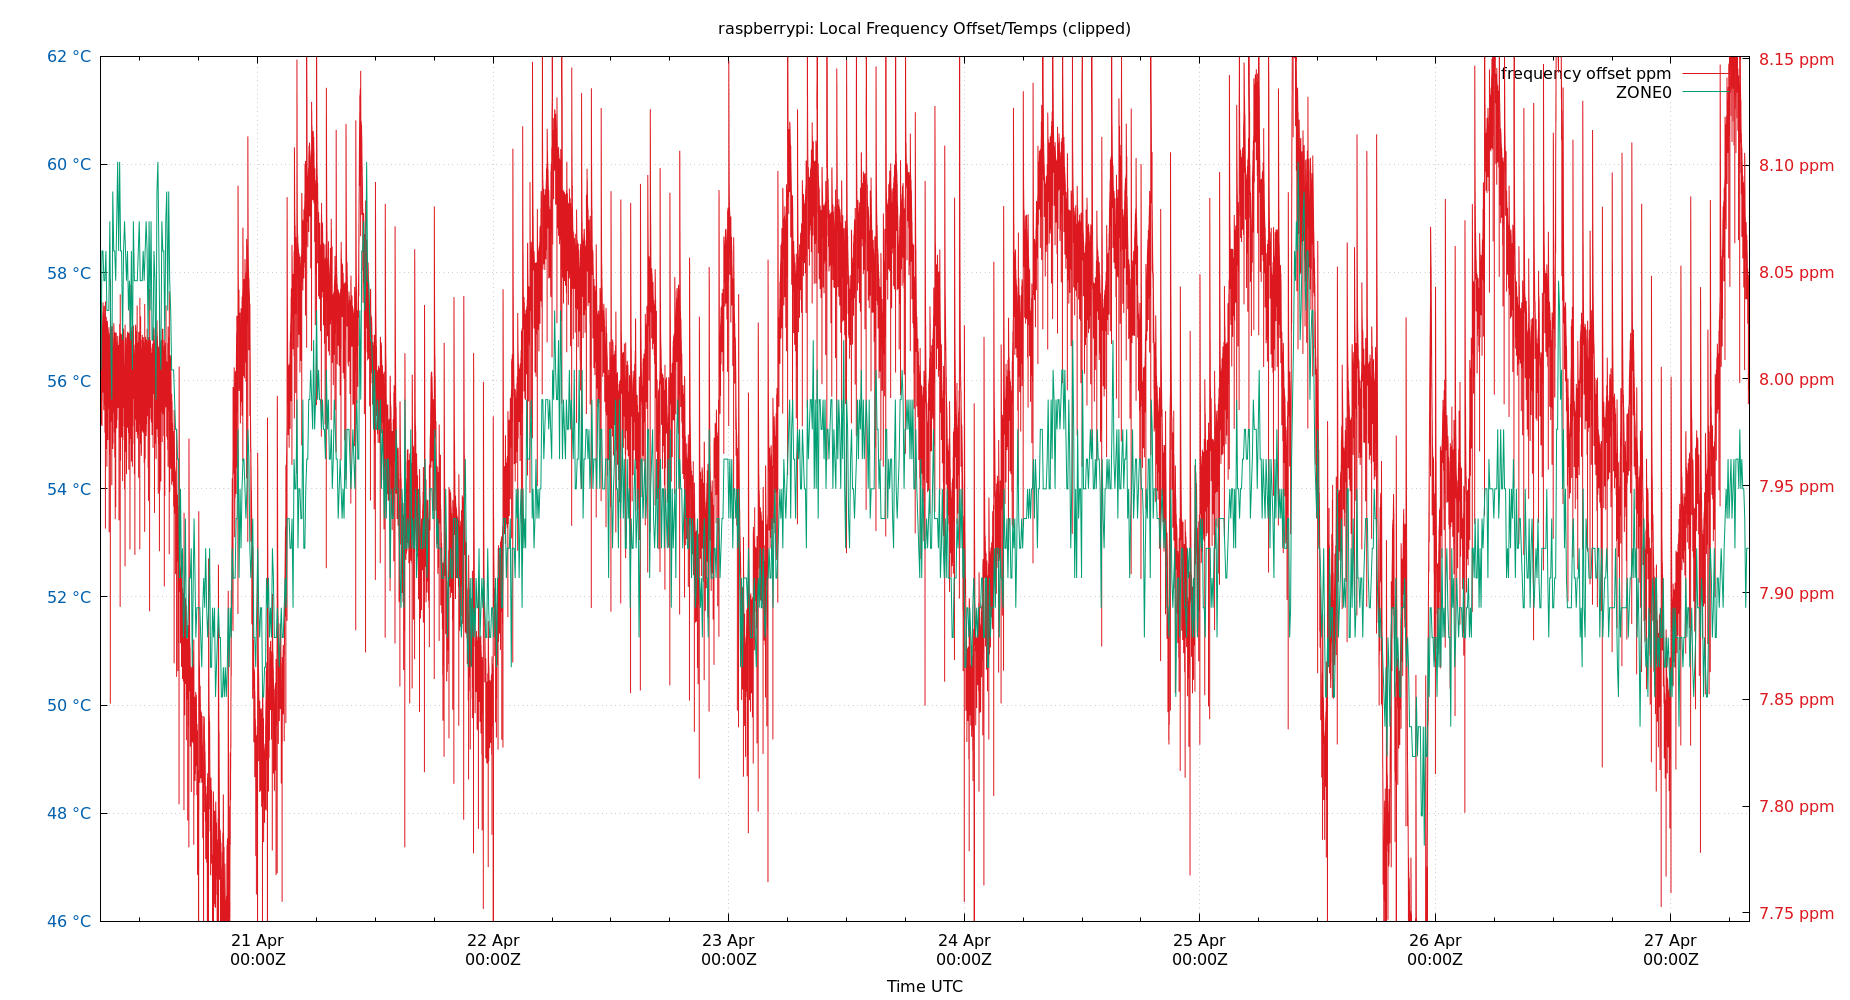 raspberrypi: Local Frequency Offset/Temps (clipped)
62 °C
60 °C
58 °C
56 °C
54 °C
52 °C
50 °C
48 °C
46 °C
8.15 ppm
8.10 ppm
8.05 ppm
8.00 ppm
7.95 ppm
7.90 ppm
7.85 ppm
7.80 ppm
7.75 ppm
frequency offset ppm
ZONE0
21 Apr
00:00Z
22 Apr
00:00Z
23 Apr
00:00Z
24 Apr
00:00Z
25 Apr
00:00Z
26 Apr
00:00Z
27 Apr
00:00Z
Time UTC